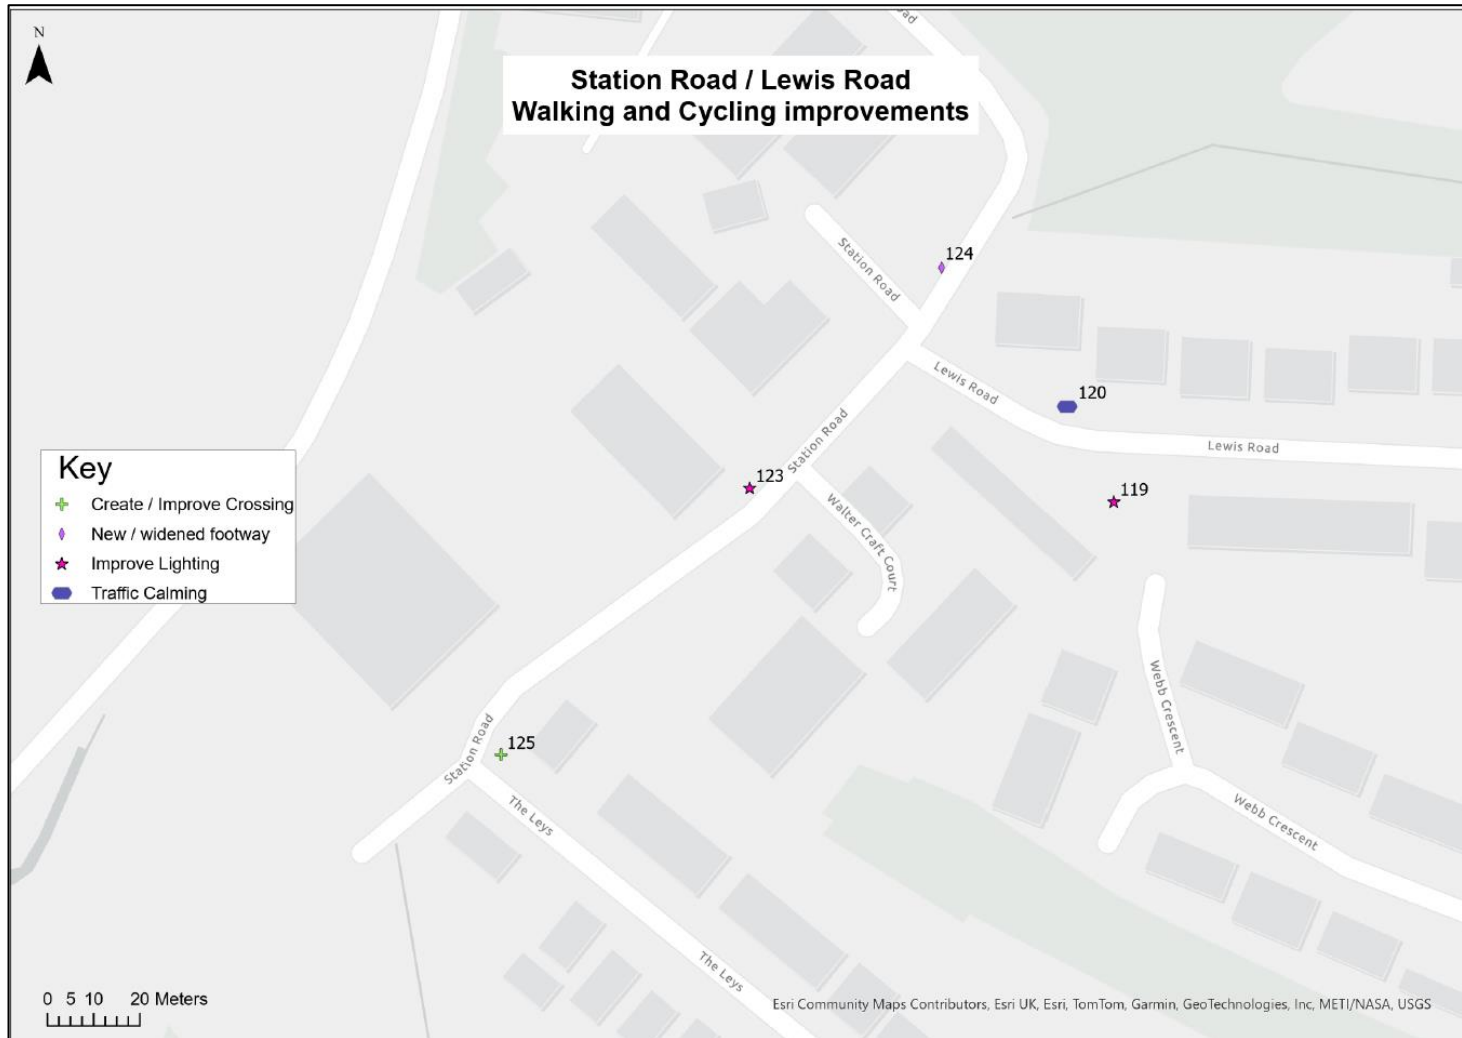 N
Station Road / Lewis Road
Walking and Cycling improvements
124
Station Road
Lewis Road
120
Lewis Road
Station Road
123
119
Walter Craft Court
Key
Create / Improve Crossing
New / widened footway
Improve Lighting
Traffic Calming
Webb Crescent
Station Road
125
The Leys
Webb Crescent
The Leys
0 5 10 20 Meters
Esri Community Maps Contributors, Esri UK, Esri, TomTom, Garmin, GeoTechnologies, Inc, METI/NASA, USGS